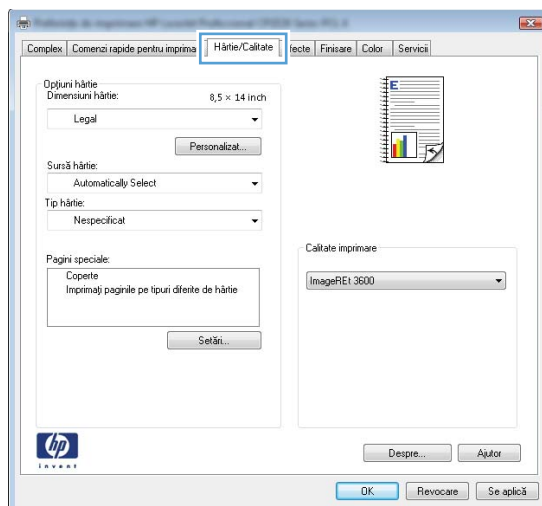 Complex Comenzi rapide pentru imprima Hârtie/Calitate fecte Finisare Color Servicii
Opţiuni hârtie
Dimensiuni hârtie: 8,5 × 14 inch
Legal
Personalizat...
Sursă hârtie:
Automatically Select
Tip hârtie:
Nespecificat
Pagini speciale:
Coperte
Imprimaţi paginile pe tipuri diferite de hârtie
Setări...
E
Calitate imprimare
ImageREt 3600
hp
invent
Despre... Ajutor
OK Revocare Se aplică